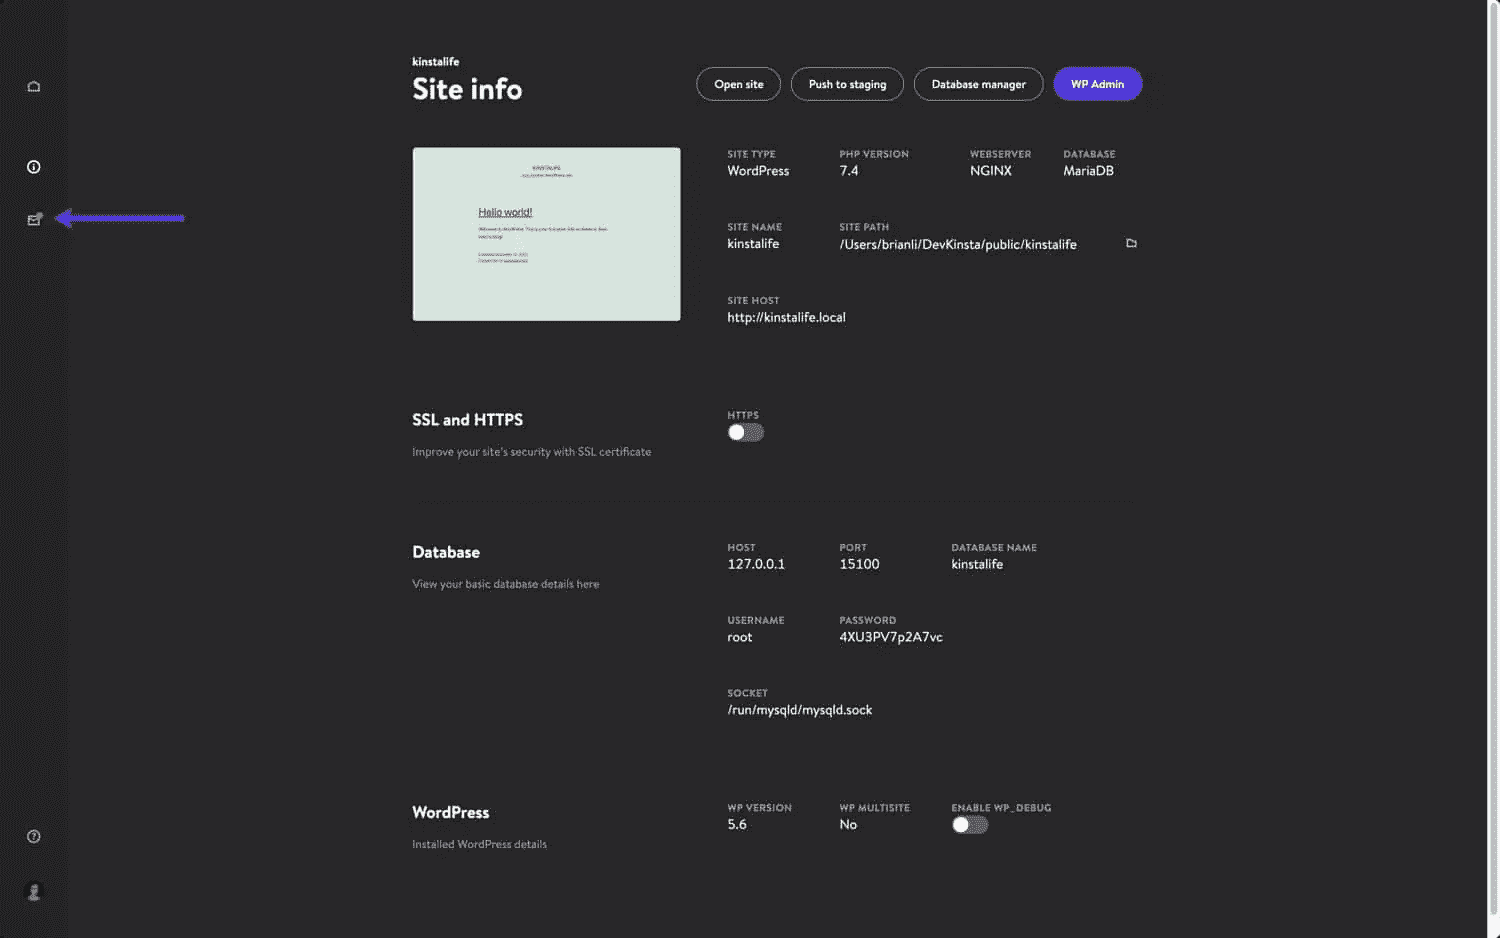 kinstalife
Site info
Open site
Push to staging
Database manager
WP Admin
SITE TYPE
PHP VERSION
WEBSERVER
DATABASE
WordPress
7.4
NGINX
MariaDB
Hello world!
SITE NAME
SITE PATH
kinstalife
/Users/brianli/DevKinsta/public/kinstalife
SITE HOST
http://kinstalife.local
SSL and HTTPS
Improve your site's security with SSL certificate
HTTPS
Database
View your basic database details here
HOST
PORT
DATABASE NAME
127.0.0.1
15100
kinstalife
USERNAME
PASSWORD
root
4XU3PV7p2A7vc
SOCKET
/run/mysqld/mysqld.sock
WordPress
Installed WordPress details
WP VERSION
WP MULTISITE
ENABLE WP_DEBUG
5.6
No